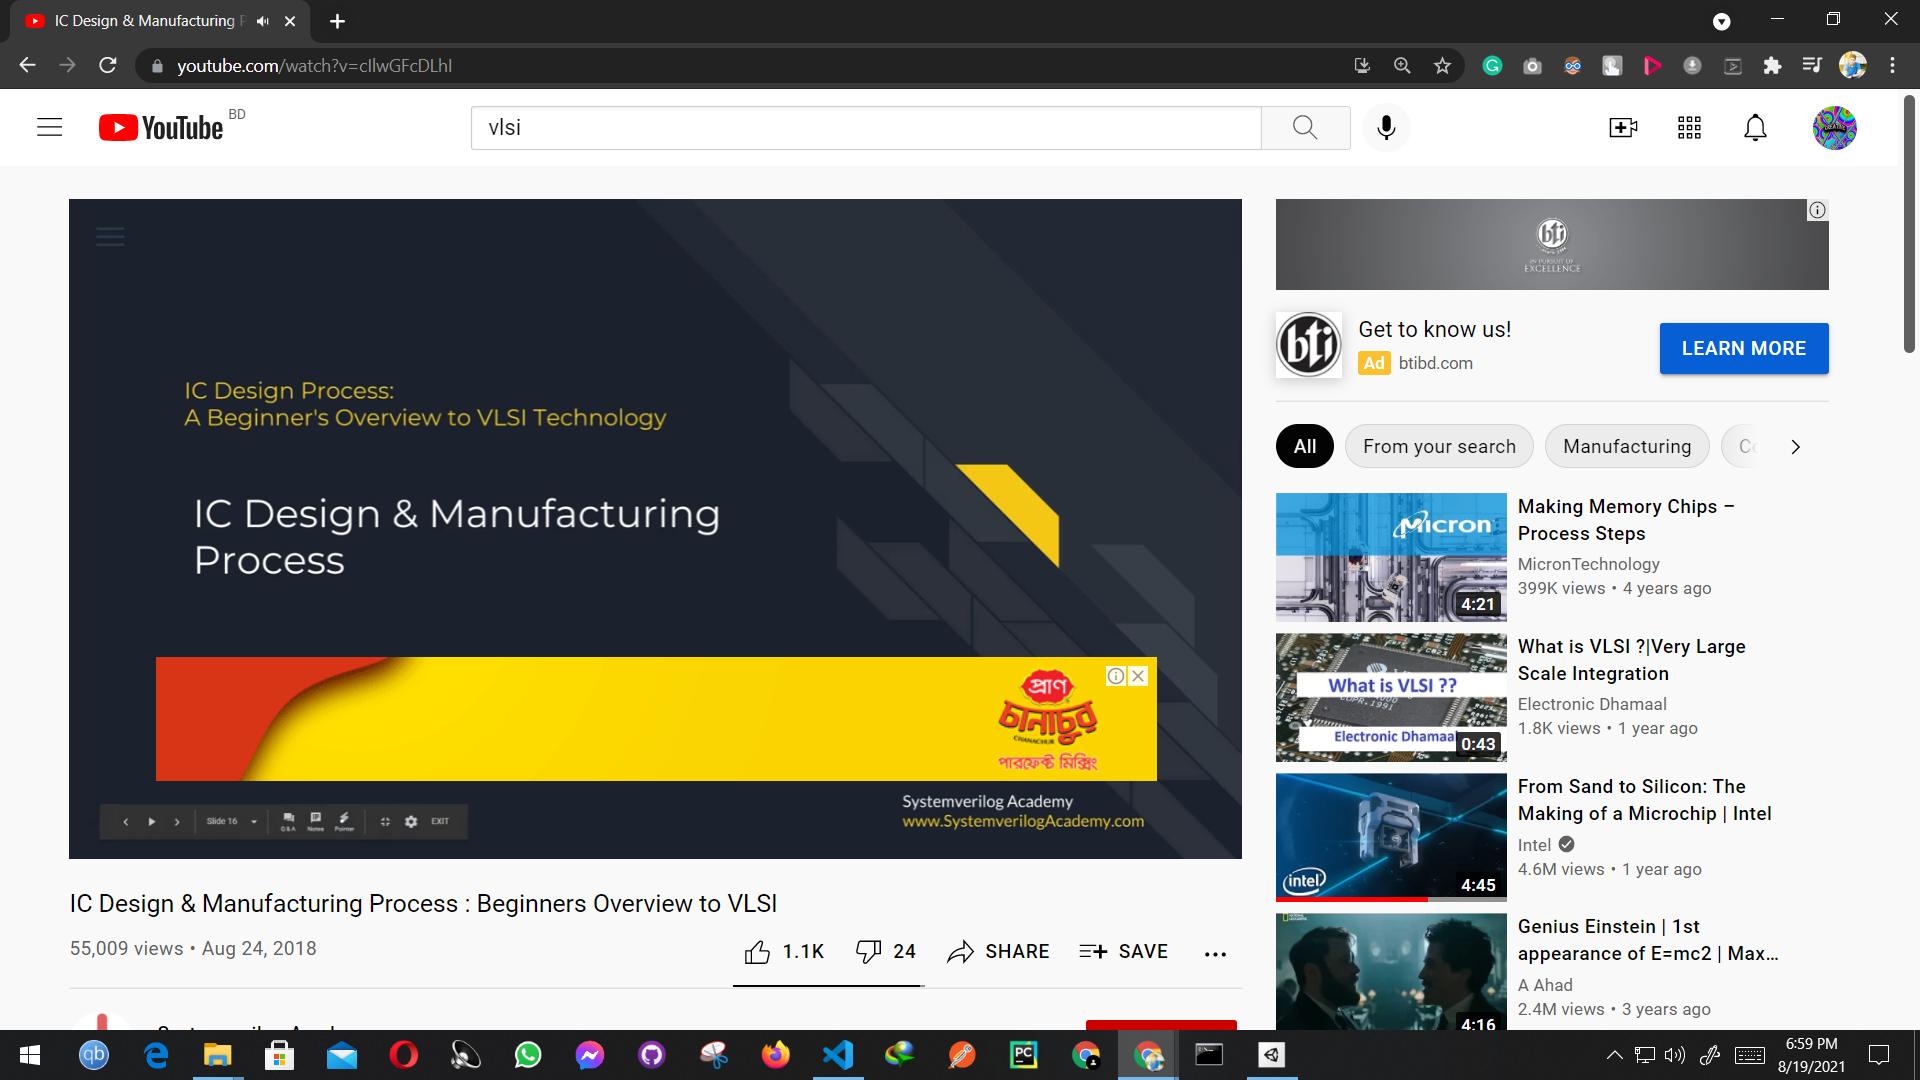 IC Design & Manufacturing P
youtube.com/watch?v=cIlwGFcDLhI
YouTube BD
vlsi
IC Design Process:
A Beginner's Overview to VLSI Technology
IC Design & Manufacturing
Process
প্রাণ
চানাচুর
CHANACHUR
পারফেক্ট মিক্সিং
Slide 16
Q & A
Notes
Pointer
EXIT
Systemverilog Academy
www.SystemverilogAcademy.com
IC Design & Manufacturing Process : Beginners Overview to VLSI
55,009 views • Aug 24, 2018
1.1K
24
SHARE
SAVE
bti
IN PURSUIT OF
EXCELLENCE
bti
Get to know us!
Ad btibd.com
LEARN MORE
All
From your search
Manufacturing
Micron
4:21
Making Memory Chips –
Process Steps
MicronTechnology
399K views • 4 years ago
What is VLSI ??
Electronic Dhamaal
0:43
What is VLSI ?|Very Large
Scale Integration
Electronic Dhamaal
1.8K views • 1 year ago
intel
4:45
From Sand to Silicon: The
Making of a Microchip | Intel
Intel
4.6M views • 1 year ago
4:16
Genius Einstein | 1st
appearance of E=mc2 | Max...
A Ahad
2.4M views • 3 years ago
qb
PC
6:59 PM
8/19/2021